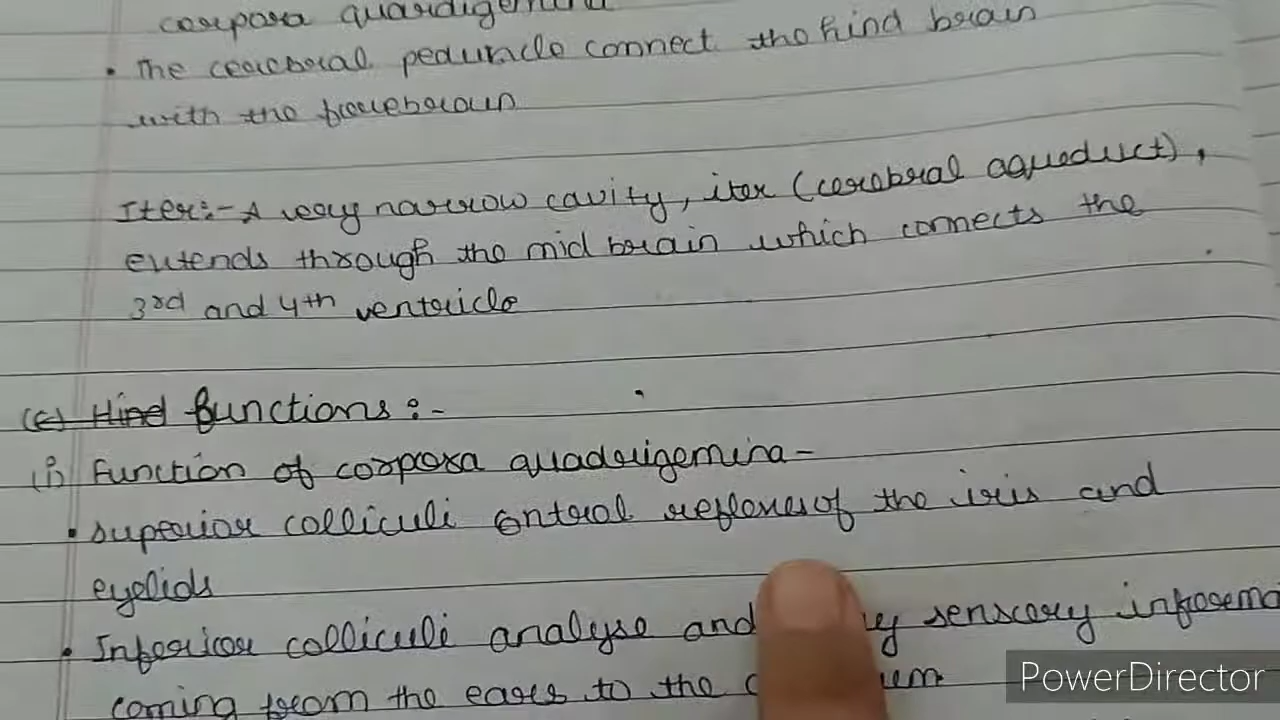 corpora quardigemina
• The cerebral peduncle connect the hind brain
with the forebrain
Iter:- A very narrow cavity, iter (cerebral aqueduct),
extends through the mid brain which connects the
3rd and 4th ventricle
(c) Hind functions :-
(i) Function of corpora quadrigemina -
• superior colliculi control reflexes of the iris and
eyelids
• Inferior colliculi analyse and sensory
coming from the ears to the
PowerDirector